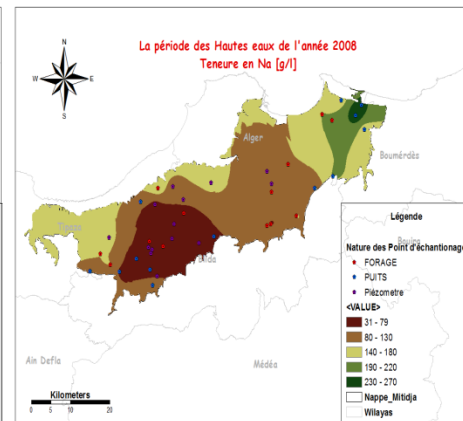 La période des Hautes eaux de l'année 2008
Teneure en Na [g/l]
N
W E
S
Alger
Boumérdès
Tipaza
Blida
Bouira
Ain Defla
Médéa
Légende
Nature des Point d'échantionage
FORAGE
PUITS
Piézometre
<VALUE>
31 - 79
80 - 130
140 - 180
190 - 220
230 - 270
Nappe_Mitidja
Wilayas
Kilometers
0 5 10 20